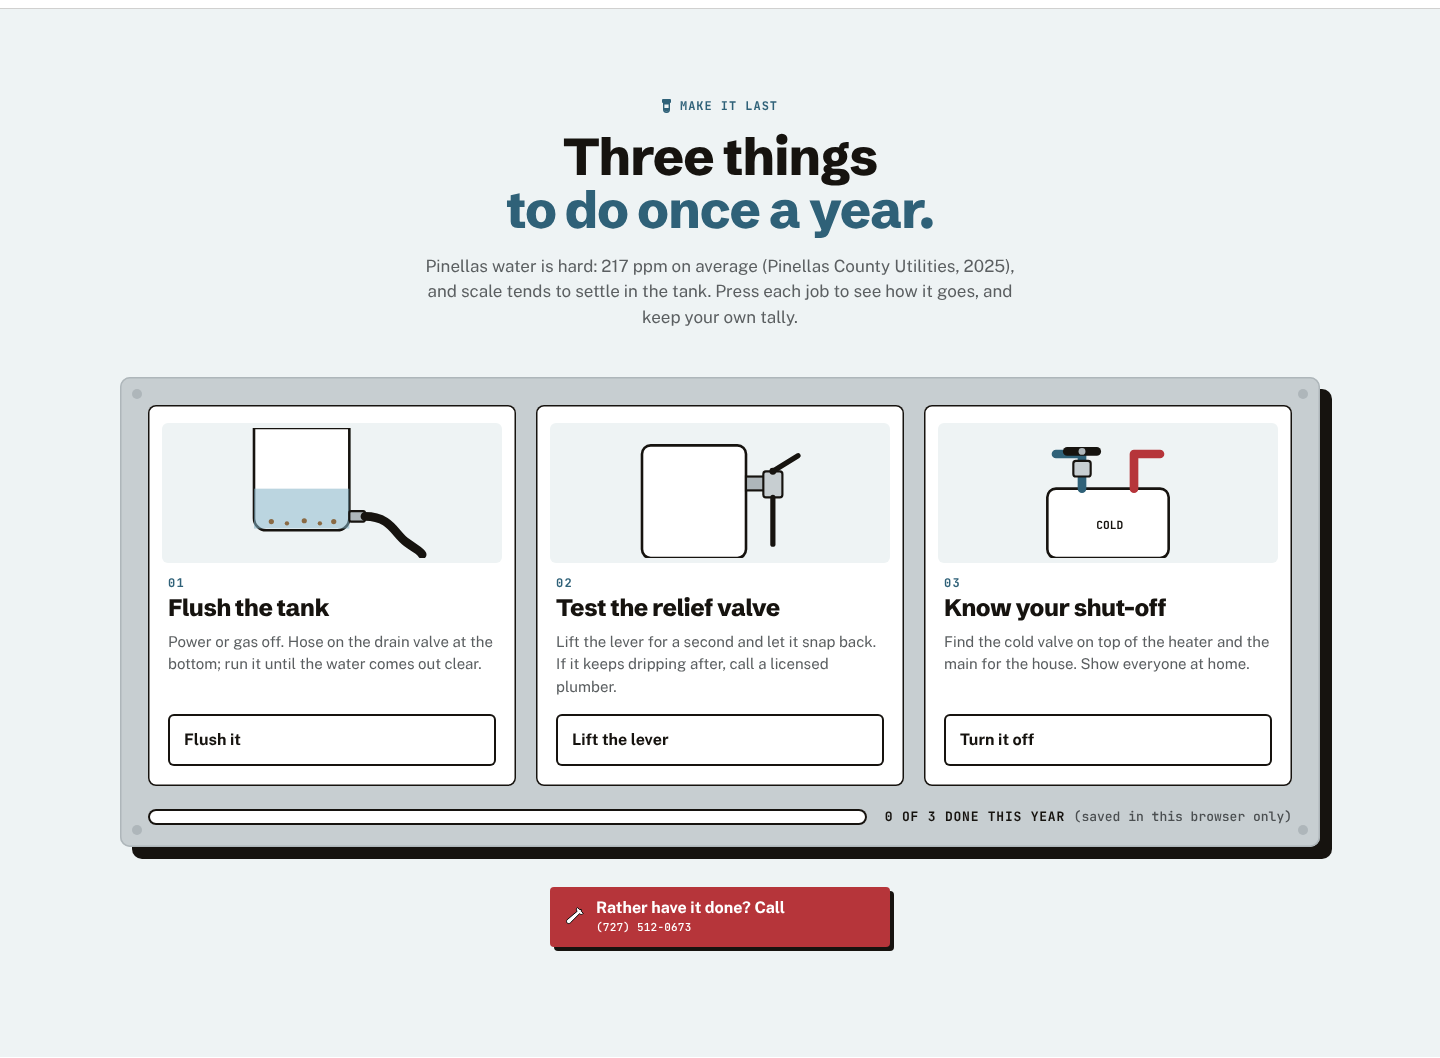 MAKE IT LAST
Three things
to do once a year.
Pinellas water is hard: 217 ppm on average (Pinellas County Utilities, 2025),
and scale tends to settle in the tank. Press each job to see how it goes, and
keep your own tally.
01
Flush the tank
Power or gas off. Hose on the drain valve at the
bottom; run it until the water comes out clear.
Flush it
02
Test the relief valve
Lift the lever for a second and let it snap back.
If it keeps dripping after, call a licensed
plumber.
Lift the lever
COLD
03
Know your shut-off
Find the cold valve on top of the heater and the
main for the house. Show everyone at home.
Turn it off
0 OF 3 DONE THIS YEAR (saved in this browser only)
Rather have it done? Call
(727) 512-0673